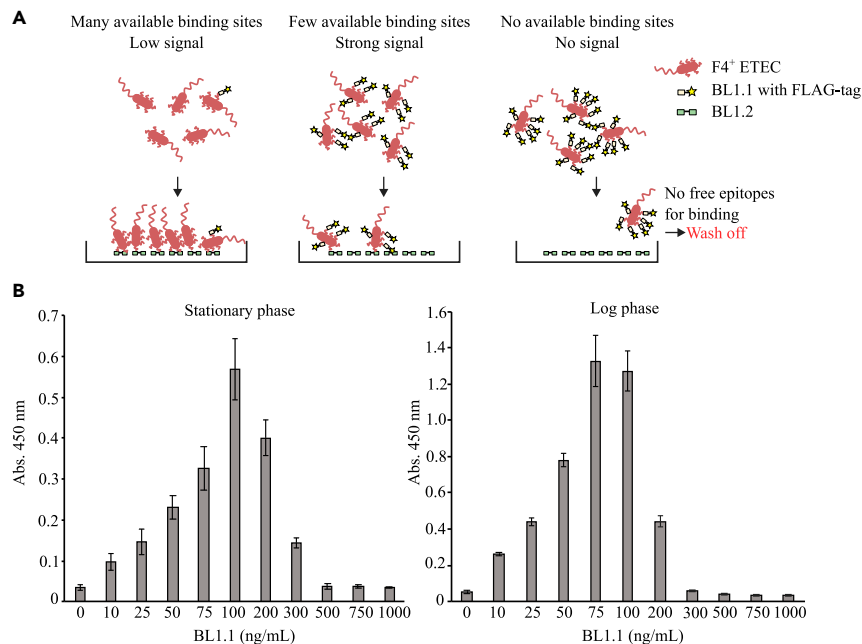 A
Many available binding sites
Low signal
Few available binding sites
Strong signal
No available binding sites
No signal
F4⁺ ETEC
BL1.1 with FLAG-tag
BL1.2
No free epitopes
for binding
→Wash off
B
Stationary phase
Abs. 450 nm
0.7
0.6
0.5
0.4
0.3
0.2
0.1
0
0 10 25 50 75 100 200 300 500 750 1000
BL1.1 (ng/mL)
Log phase
Abs. 450 nm
1.6
1.4
1.2
1.0
0.8
0.6
0.4
0.2
0
0 10 25 50 75 100 200 300 500 750 1000
BL1.1 (ng/mL)